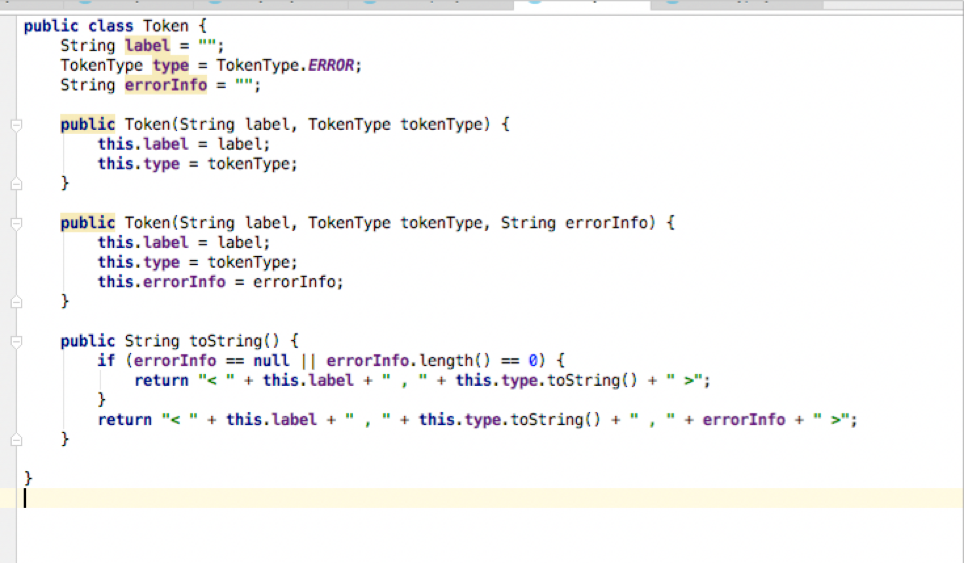 public class Token {
    String label = "";
    TokenType type = TokenType.ERROR;
    String errorInfo = "";

    public Token(String label, TokenType tokenType) {
        this.label = label;
        this.type = tokenType;
    }

    public Token(String label, TokenType tokenType, String errorInfo) {
        this.label = label;
        this.type = tokenType;
        this.errorInfo = errorInfo;
    }

    public String toString() {
        if (errorInfo == null || errorInfo.length() == 0) {
            return "< " + this.label + " , " + this.type.toString() + " >";
        }
        return "< " + this.label + " , " + this.type.toString() + " , " + errorInfo + " >";
    }

}